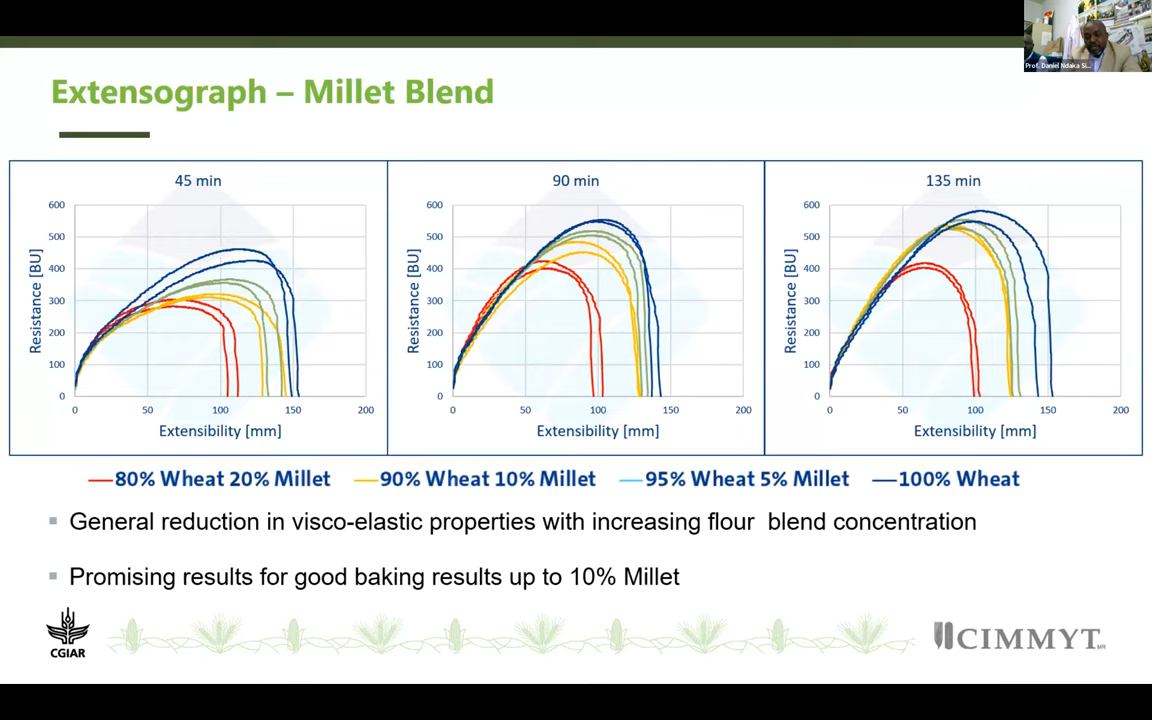 Prof. Daniel Ndaka Si...
Extensograph – Millet Blend
45 min
Resistance [BU]
600
500
400
300
200
100
0
0 50 100 150 200
Extensibility [mm]
90 min
Resistance [BU]
600
500
400
300
200
100
0
0 50 100 150 200
Extensibility [mm]
135 min
Resistance [BU]
600
500
400
300
200
100
0
0 50 100 150 200
Extensibility [mm]
80% Wheat 20% Millet 90% Wheat 10% Millet 95% Wheat 5% Millet 100% Wheat
General reduction in visco-elastic properties with increasing flour blend concentration
Promising results for good baking results up to 10% Millet
CGIAR
CIMMYT MR